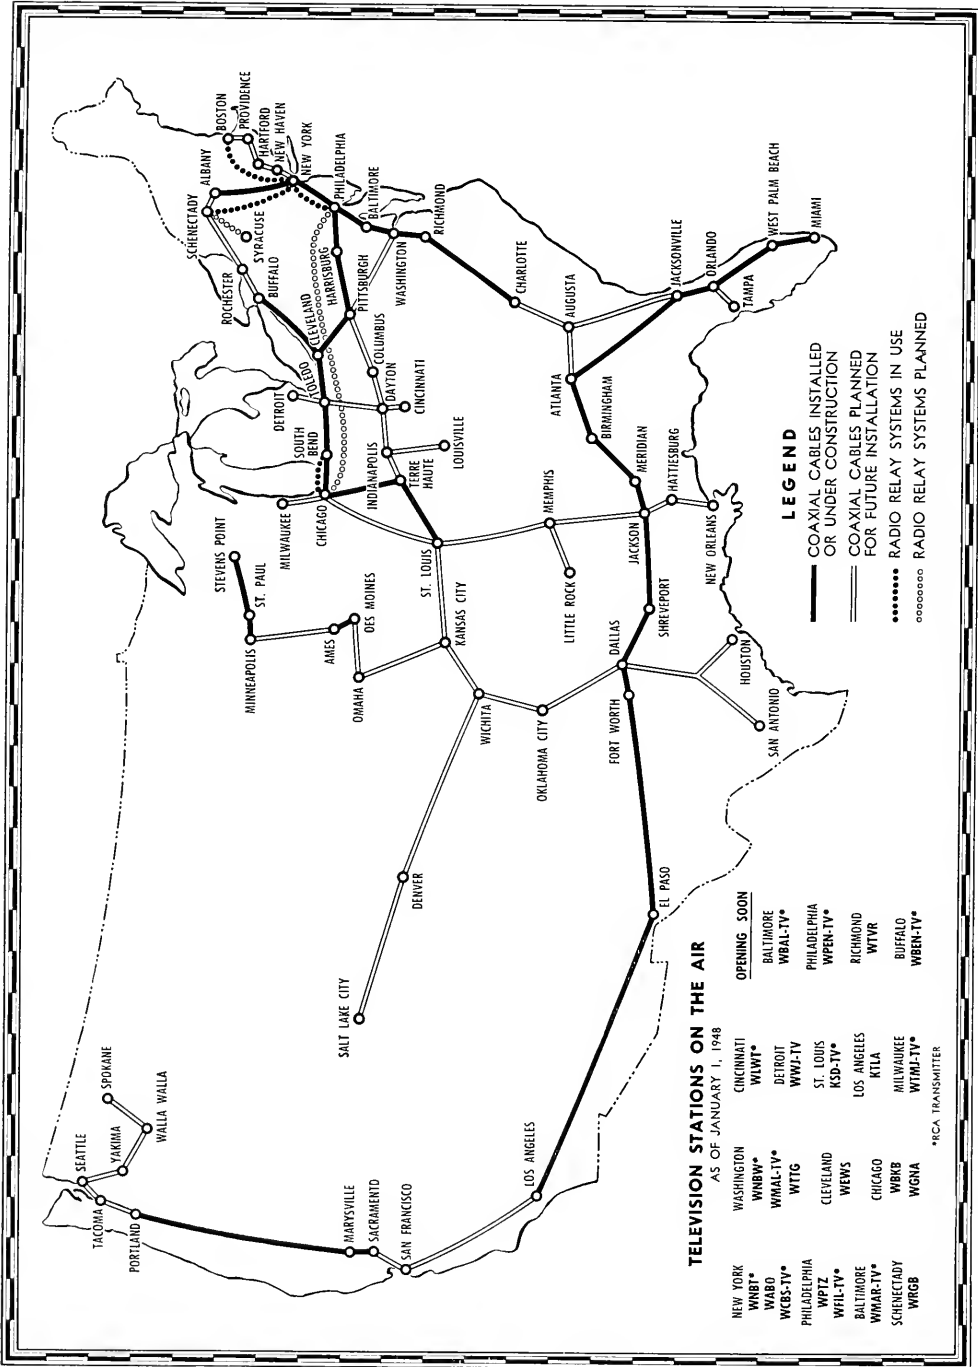 SEATTLE
SPOKANE
TACOMA
YAKIMA
WALLA WALLA
PORTLAND
MARYSVILLE
SACRAMENTO
SAN FRANCISCO
LOS ANGELES
SALT LAKE CITY
DENVER
EL PASO
MINNEAPOLIS
ST. PAUL
STEVENS POINT
AMES
DES MOINES
OMAHA
KANSAS CITY
WICHITA
OKLAHOMA CITY
FORT WORTH
DALLAS
SAN ANTONIO
HOUSTON
SHREVEPORT
LITTLE ROCK
MEMPHIS
JACKSON
MERIDIAN
HATTIESBURG
NEW ORLEANS
ST. LOUIS
MILWAUKEE
CHICAGO
SOUTH
BEND
TERRE
HAUTE
INDIANAPOLIS
LOUISVILLE
DETROIT
TOLEDO
DAYTON
CINCINNATI
COLUMBUS
CLEVELAND
PITTSBURGH
HARRISBURG
BUFFALO
ROCHESTER
SYRACUSE
SCHENECTADY
ALBANY
BOSTON
PROVIDENCE
HARTFORD
NEW HAVEN
NEW YORK
PHILADELPHIA
BALTIMORE
WASHINGTON
RICHMOND
CHARLOTTE
AUGUSTA
ATLANTA
BIRMINGHAM
JACKSONVILLE
ORLANDO
TAMPA
WEST PALM BEACH
MIAMI
TELEVISION STATIONS ON THE AIR
AS OF JANUARY 1, 1948
NEW YORK
WNBT*
WABD
WCBS-TV*
PHILADELPHIA
WPTZ
WFIL-TV*
BALTIMORE
WMAR-TV*
SCHENECTADY
WRGB
WASHINGTON
WNBW*
WMAL-TV*
WTTG
CLEVELAND
WEWS
CHICAGO
WBKB
WGNA
CINCINNATI
WLWT*
DETROIT
WWJ-TV
ST. LOUIS
KSD-TV*
LOS ANGELES
KTLA
MILWAUKEE
WTMJ-TV*
OPENING SOON
BALTIMORE
WBAL-TV*
PHILADELPHIA
WPEN-TV*
RICHMOND
WTVR
BUFFALO
WBEN-TV*
*RCA TRANSMITTER
LEGEND
COAXIAL CABLES INSTALLED
OR UNDER CONSTRUCTION
COAXIAL CABLES PLANNED
FOR FUTURE INSTALLATION
RADIO RELAY SYSTEMS IN USE
RADIO RELAY SYSTEMS PLANNED